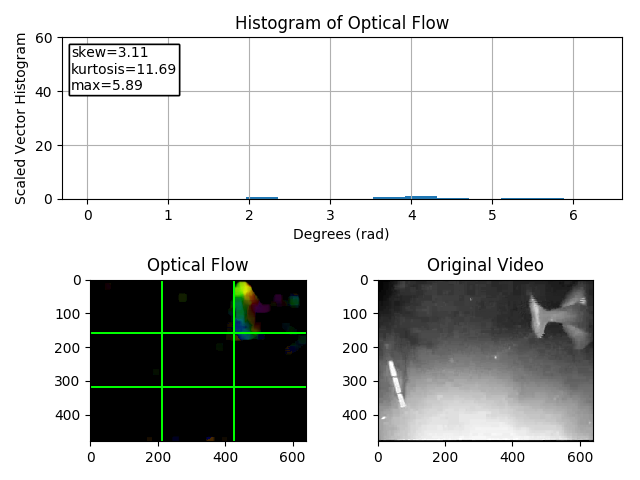 Histogram of Optical Flow
Scaled Vector Histogram
60
40
20
0
skew=3.11
kurtosis=11.69
max=5.89
0 1 2 3 4 5 6
Degrees (rad)
Optical Flow
0
100
200
300
400
0 200 400 600
Original Video
0
100
200
300
400
0 200 400 600